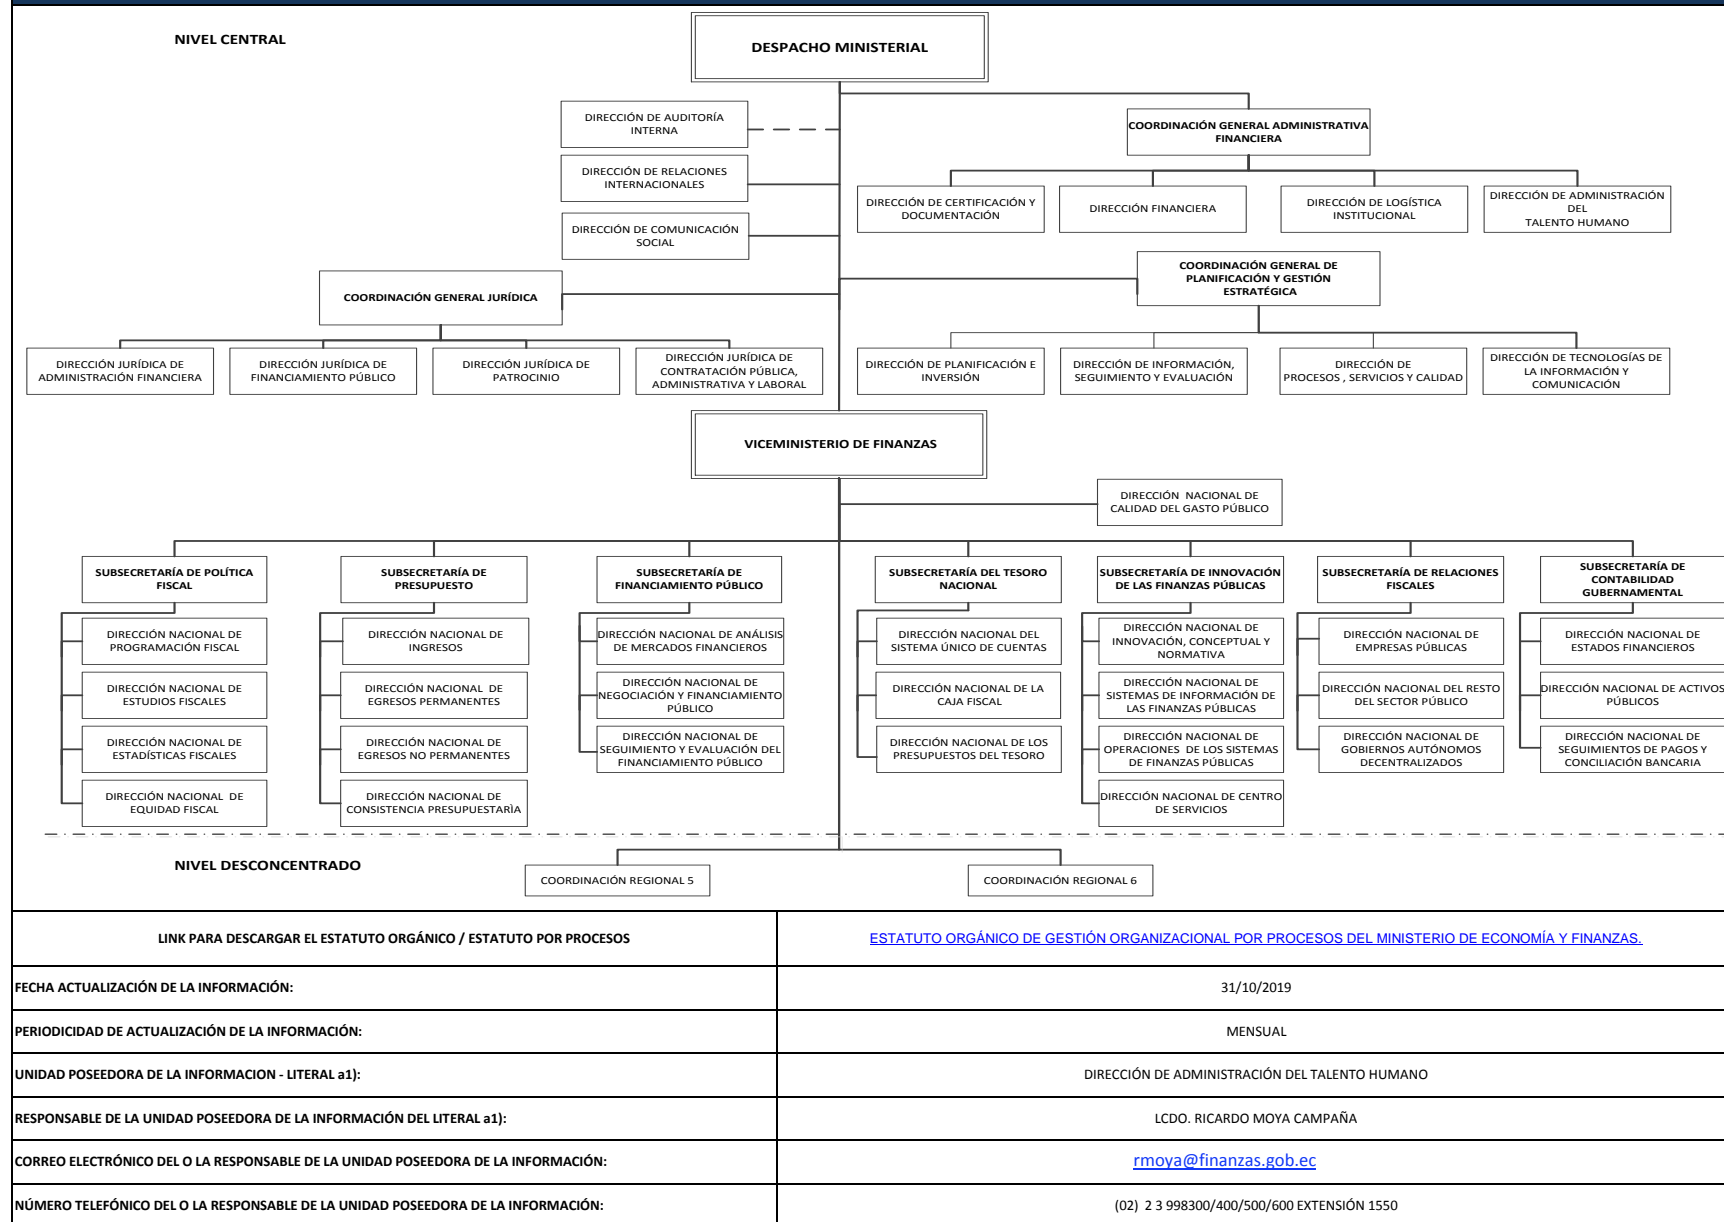 NIVEL CENTRAL
DESPACHO MINISTERIAL
DIRECCIÓN DE AUDITORÍA
INTERNA
COORDINACIÓN GENERAL ADMINISTRATIVA
FINANCIERA
DIRECCIÓN DE RELACIONES
INTERNACIONALES
DIRECCIÓN DE CERTIFICACIÓN Y
DOCUMENTACIÓN
DIRECCIÓN FINANCIERA
DIRECCIÓN DE LOGÍSTICA
INSTITUCIONAL
DIRECCIÓN DE ADMINISTRACIÓN
DEL
TALENTO HUMANO
DIRECCIÓN DE COMUNICACIÓN
SOCIAL
COORDINACIÓN GENERAL JURÍDICA
COORDINACIÓN GENERAL DE
PLANIFICACIÓN Y GESTIÓN
ESTRATÉGICA
DIRECCIÓN JURÍDICA DE
ADMINISTRACIÓN FINANCIERA
DIRECCIÓN JURÍDICA DE
FINANCIAMIENTO PÚBLICO
DIRECCIÓN JURÍDICA DE
PATROCINIO
DIRECCIÓN JURÍDICA DE
CONTRATACIÓN PÚBLICA,
ADMINISTRATIVA Y LABORAL
DIRECCIÓN DE PLANIFICACIÓN E
INVERSIÓN
DIRECCIÓN DE INFORMACIÓN,
SEGUIMIENTO Y EVALUACIÓN
DIRECCIÓN DE
PROCESOS , SERVICIOS Y CALIDAD
DIRECCIÓN DE TECNOLOGÍAS DE
LA INFORMACIÓN Y
COMUNICACIÓN
VICEMINISTERIO DE FINANZAS
DIRECCIÓN  NACIONAL DE
CALIDAD DEL GASTO PÚBLICO
SUBSECRETARÍA DE POLÍTICA
FISCAL
SUBSECRETARÍA DE
PRESUPUESTO
SUBSECRETARÍA DE
FINANCIAMIENTO PÚBLICO
SUBSECRETARÍA DEL TESORO
NACIONAL
SUBSECRETARÍA DE INNOVACIÓN
DE LAS FINANZAS PÚBLICAS
SUBSECRETARÍA DE RELACIONES
FISCALES
SUBSECRETARÍA DE
CONTABILIDAD
GUBERNAMENTAL
DIRECCIÓN NACIONAL DE
PROGRAMACIÓN FISCAL
DIRECCIÓN NACIONAL DE
INGRESOS
DIRECCIÓN NACIONAL DE ANÁLISIS
DE MERCADOS FINANCIEROS
DIRECCIÓN NACIONAL DEL
SISTEMA ÚNICO DE CUENTAS
DIRECCIÓN NACIONAL DE
INNOVACIÓN, CONCEPTUAL Y
NORMATIVA
DIRECCIÓN NACIONAL DE
EMPRESAS PÚBLICAS
DIRECCIÓN NACIONAL DE
ESTADOS FINANCIEROS
DIRECCIÓN NACIONAL DE
ESTUDIOS FISCALES
DIRECCIÓN NACIONAL  DE
EGRESOS PERMANENTES
DIRECCIÓN NACIONAL DE
NEGOCIACIÓN Y FINANCIAMIENTO
PÚBLICO
DIRECCIÓN NACIONAL DE LA
CAJA FISCAL
DIRECCIÓN NACIONAL DE
SISTEMAS DE INFORMACIÓN DE
LAS FINANZAS PÚBLICAS
DIRECCIÓN NACIONAL DEL RESTO
DEL SECTOR PÚBLICO
DIRECCIÓN NACIONAL DE ACTIVOS
PÚBLICOS
DIRECCIÓN NACIONAL DE
ESTADÍSTICAS FISCALES
DIRECCIÓN NACIONAL DE
EGRESOS NO PERMANENTES
DIRECCIÓN NACIONAL DE
SEGUIMIENTO Y EVALUACIÓN DEL
FINANCIAMIENTO PÚBLICO
DIRECCIÓN NACIONAL DE LOS
PRESUPUESTOS DEL TESORO
DIRECCIÓN NACIONAL DE
OPERACIONES  DE LOS SISTEMAS
DE FINANZAS PÚBLICAS
DIRECCIÓN NACIONAL DE
GOBIERNOS AUTÓNOMOS
DECENTRALIZADOS
DIRECCIÓN NACIONAL DE
SEGUIMIENTOS DE PAGOS Y
CONCILIACIÓN BANCARIA
DIRECCIÓN NACIONAL  DE
EQUIDAD FISCAL
DIRECCIÓN NACIONAL DE
CONSISTENCIA PRESUPUESTARÌA
DIRECCIÓN NACIONAL DE CENTRO
DE SERVICIOS
NIVEL DESCONCENTRADO
COORDINACIÓN REGIONAL 5
COORDINACIÓN REGIONAL 6
LINK PARA DESCARGAR EL ESTATUTO ORGÁNICO / ESTATUTO POR PROCESOS
ESTATUTO ORGÁNICO DE GESTIÓN ORGANIZACIONAL POR PROCESOS DEL MINISTERIO DE ECONOMÍA Y FINANZAS.
FECHA ACTUALIZACIÓN DE LA INFORMACIÓN:
31/10/2019
PERIODICIDAD DE ACTUALIZACIÓN DE LA INFORMACIÓN:
MENSUAL
UNIDAD POSEEDORA DE LA INFORMACION - LITERAL a1):
DIRECCIÓN DE ADMINISTRACIÓN DEL TALENTO HUMANO
RESPONSABLE DE LA UNIDAD POSEEDORA DE LA INFORMACIÓN DEL LITERAL a1):
LCDO. RICARDO MOYA CAMPAÑA
CORREO ELECTRÓNICO DEL O LA RESPONSABLE DE LA UNIDAD POSEEDORA DE LA INFORMACIÓN:
rmoya@finanzas.gob.ec
NÚMERO TELEFÓNICO DEL O LA RESPONSABLE DE LA UNIDAD POSEEDORA DE LA INFORMACIÓN:
(02)  2 3 998300/400/500/600 EXTENSIÓN 1550